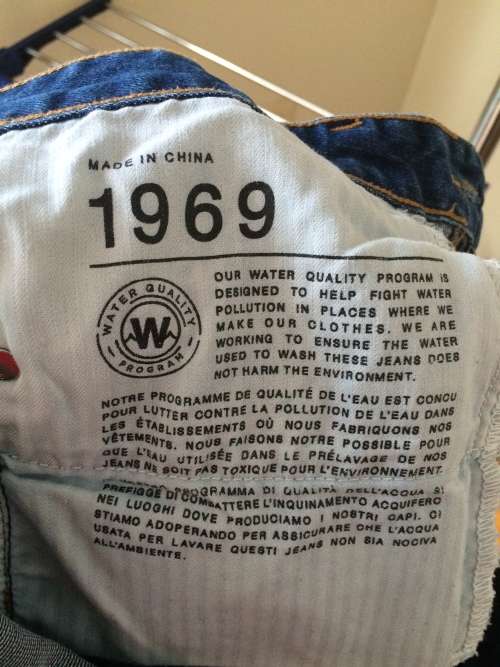 MADE IN CHINA
1969
WATER QUALITY
W
PROGRAM
OUR WATER QUALITY PROGRAM IS
DESIGNED TO HELP FIGHT WATER
POLLUTION IN PLACES WHERE WE
MAKE OUR CLOTHES. WE ARE
WORKING TO ENSURE THE WATER
USED TO WASH THESE JEANS DOES
NOT HARM THE ENVIRONMENT.
NOTRE PROGRAMME DE QUALITÉ DE L'EAU EST CONCU
POUR LUTTER CONTRE LA POLLUTION DE L'EAU DANS
LES ÉTABLISSEMENTS OÙ NOUS FABRIQUONS NOS
VÊTEMENTS. NOUS FAISONS NOTRE POSSIBLE POUR
QUE L'EAU UTILISÉE DANS LE PRÉLAVAGE DE NOS
JEANS NE SOIT PAS TOXIQUE POUR L'ENVIRONNEMENT.
PROGRAMMA DI QUALITÀ DELL'ACQUA SI
PREFIGGE DI COMBATTERE L'INQUINAMENTO ACQUIFERO
NEI LUOGHI DOVE PRODUCIAMO I NOSTRI CAPI. CI
STIAMO ADOPERANDO PER ASSICURARE CHE L'ACQUA
USATA PER LAVARE QUESTI JEANS NON SIA NOCIVA
ALL'AMBIENTE.